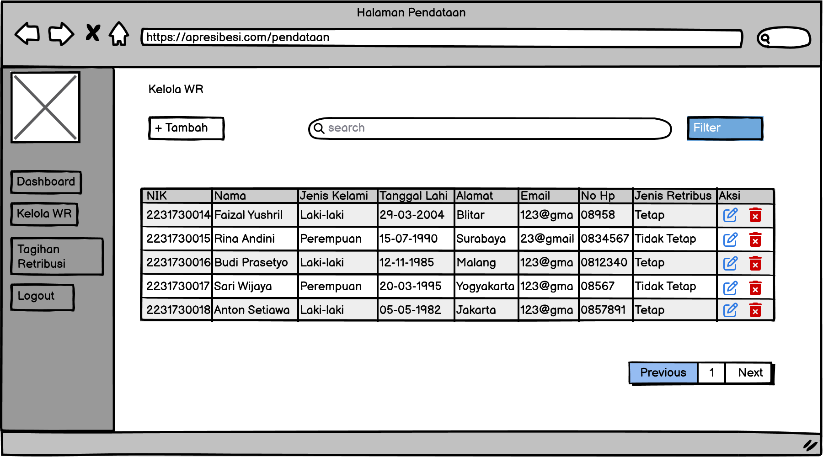 Halaman Pendataan
https://apresibesi.com/pendataan
Kelola WR
+ Tambah search Filter
Dashboard
Kelola WR
Tagihan
Retribusi
Logout
NIK Nama Jenis Kelami Tanggal Lahi Alamat Email No Hp Jenis Retribus Aksi
2231730014 Faizal Yushril Laki-laki 29-03-2004 Blitar 123@gma 08958 Tetap
2231730015 Rina Andini Perempuan 15-07-1990 Surabaya 23@gmail 0834567 Tidak Tetap
2231730016 Budi Prasetyo Laki-laki 12-11-1985 Malang 123@gma 0812340 Tetap
2231730017 Sari Wijaya Perempuan 20-03-1995 Yogyakarta 123@gma 08567 Tidak Tetap
2231730018 Anton Setiawa Laki-laki 05-05-1982 Jakarta 123@gma 0857891 Tetap
Previous 1 Next